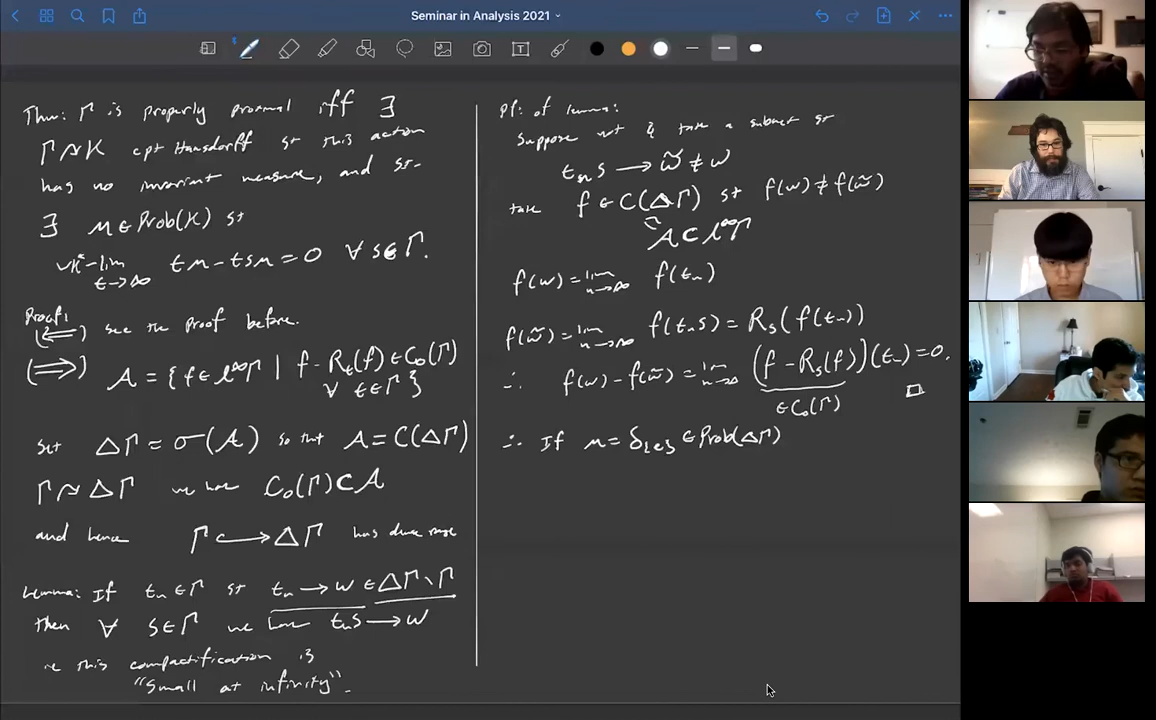 Seminar in Analysis 2021
Thm: Γ is properly proximal iff ∃
Γ↷K cpt Hausdorff st this action
has no invariant measure, and st-
∃ μ∈Prob(K) st
wk*-lim t→∞ tμ-tsμ=0 ∀ s∈Γ.
Proof:
(⇐) see the proof before.
(⟹) A = {f∈ℓ^∞Γ | f-R_t(f)∈C₀(Γ)
∀ t∈Γ}
Set ΔΓ=σ(A) so that A=C(ΔΓ)
Γ↷ΔΓ we have C₀(Γ)⊂A
and hence Γ↪ΔΓ has dense range
Lemma: If tₙ∈Γ st tₙ→w∈ΔΓ\Γ
then ∀ s∈Γ we have tₙs→w
ie this compactification is
"Small at infinity".
Pf: of lemma:
Suppose not & take a subnet st
tₙs→w̃≠w
take f∈C(ΔΓ) st f(w)≠f(w̃)
A⊂ℓ^∞Γ
f(w)=lim n→∞ f(tₙ)
f(w̃)=lim n→∞ f(tₙs)=R_s(f(tₙ))
∴ f(w)-f(w̃)=lim n→∞ (f-R_s(f))(tₙ)=0.
∈C₀(Γ) □
∴ If μ=δ_{e}∈Prob(ΔΓ)